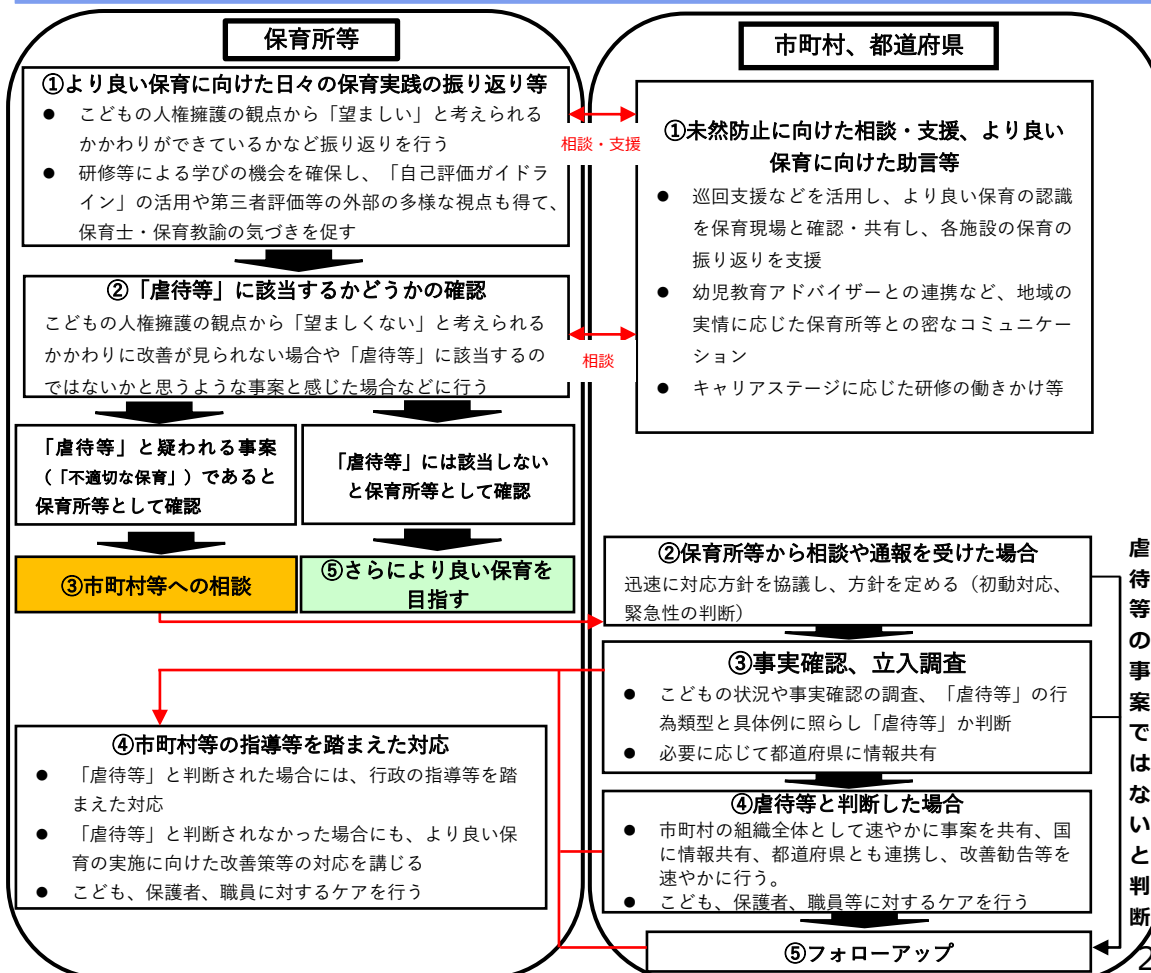 保育所等
①より良い保育に向けた日々の保育実践の振り返り等
● こどもの人権擁護の観点から「望ましい」と考えられる
かかわりができているかなど振り返りを行う
● 研修等による学びの機会を確保し、「自己評価ガイドラ
イン」の活用や第三者評価等の外部の多様な視点も得て、
保育士・保育教諭の気づきを促す
②「虐待等」に該当するかどうかの確認
こどもの人権擁護の観点から「望ましくない」と考えられる
かかわりに改善が見られない場合や「虐待等」に該当するの
ではないかと思うような事案と感じた場合などに行う
「虐待等」と疑われる事案
（「不適切な保育」）であると
保育所等として確認
「虐待等」には該当しない
と保育所等として確認
③市町村等への相談
⑤さらにより良い保育を
目指す
④市町村等の指導等を踏まえた対応
● 「虐待等」と判断された場合には、行政の指導等を踏
まえた対応
● 「虐待等」と判断されなかった場合にも、より良い保
育の実施に向けた改善策等の対応を講じる
● こども、保護者、職員に対するケアを行う
相談・支援
相談
市町村、都道府県
①未然防止に向けた相談・支援、より良い
保育に向けた助言等
● 巡回支援などを活用し、より良い保育の認識
を保育現場と確認・共有し、各施設の保育の
振り返りを支援
● 幼児教育アドバイザーとの連携など、地域の
実情に応じた保育所等との密なコミュニケー
ション
● キャリアステージに応じた研修の働きかけ等
②保育所等から相談や通報を受けた場合
迅速に対応方針を協議し、方針を定める（初動対応、
緊急性の判断）
③事実確認、立入調査
● こどもの状況や事実確認の調査、「虐待等」の行
為類型と具体例に照らし「虐待等」か判断
● 必要に応じて都道府県に情報共有
④虐待等と判断した場合
● 市町村の組織全体として速やかに事案を共有、国
に情報共有、都道府県とも連携し、改善勧告等を
速やかに行う。
● こども、保護者、職員等に対するケアを行う
⑤フォローアップ
虐待等の事案ではないと判断
2